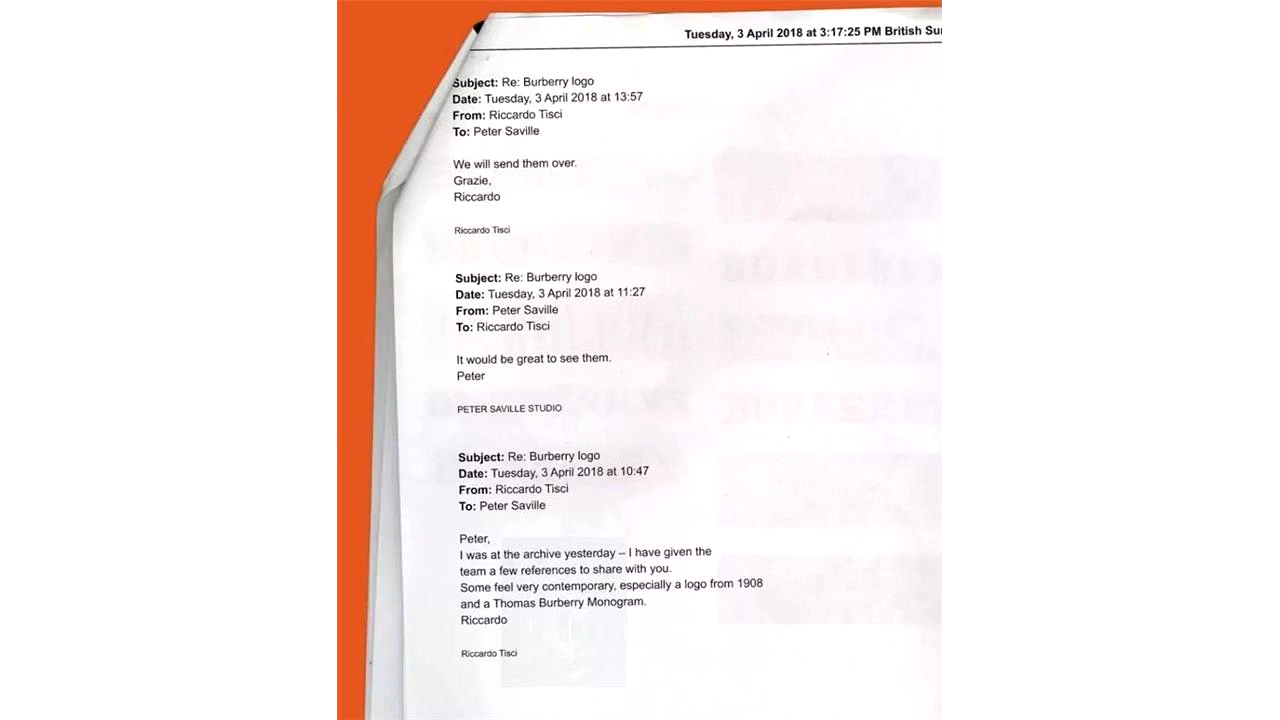 Tuesday, 3 April 2018 at 3:17:25 PM British
Subject: Re: Burberry logo
Date: Tuesday, 3 April 2018 at 13:57
From: Riccardo Tisci
To: Peter Saville
We will send them over.
Grazie,
Riccardo
Riccardo Tisci
Subject: Re: Burberry logo
Date: Tuesday, 3 April 2018 at 11:27
From: Peter Saville
To: Riccardo Tisci
It would be great to see them.
Peter
PETER SAVILLE STUDIO
Subject: Re: Burberry logo
Date: Tuesday, 3 April 2018 at 10:47
From: Riccardo Tisci
To: Peter Saville
Peter,
I was at the archive yesterday – I have given the
team a few references to share with you.
Some feel very contemporary, especially a logo from 1908
and a Thomas Burberry Monogram.
Riccardo
Riccardo Tisci